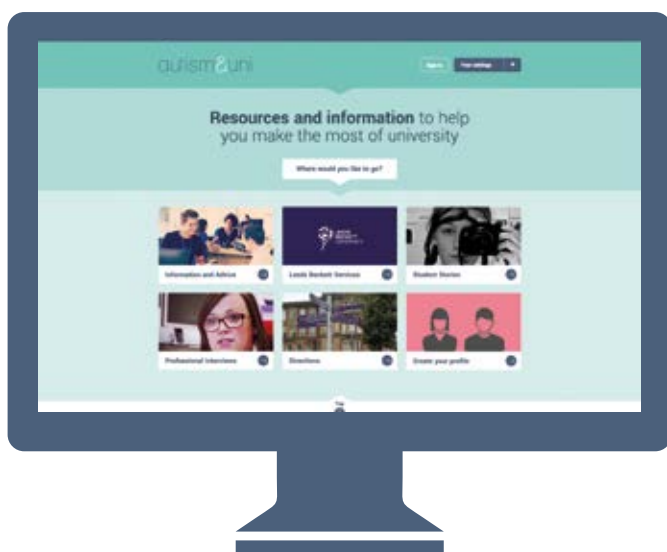 autism&uni
Sign in
Your settings
Resources and information to help
you make the most of university
Where would you like to go?
Information and Advice
Leeds Beckett Services
Student Stories
Professional Interviews
Directions
Create your profile
Top